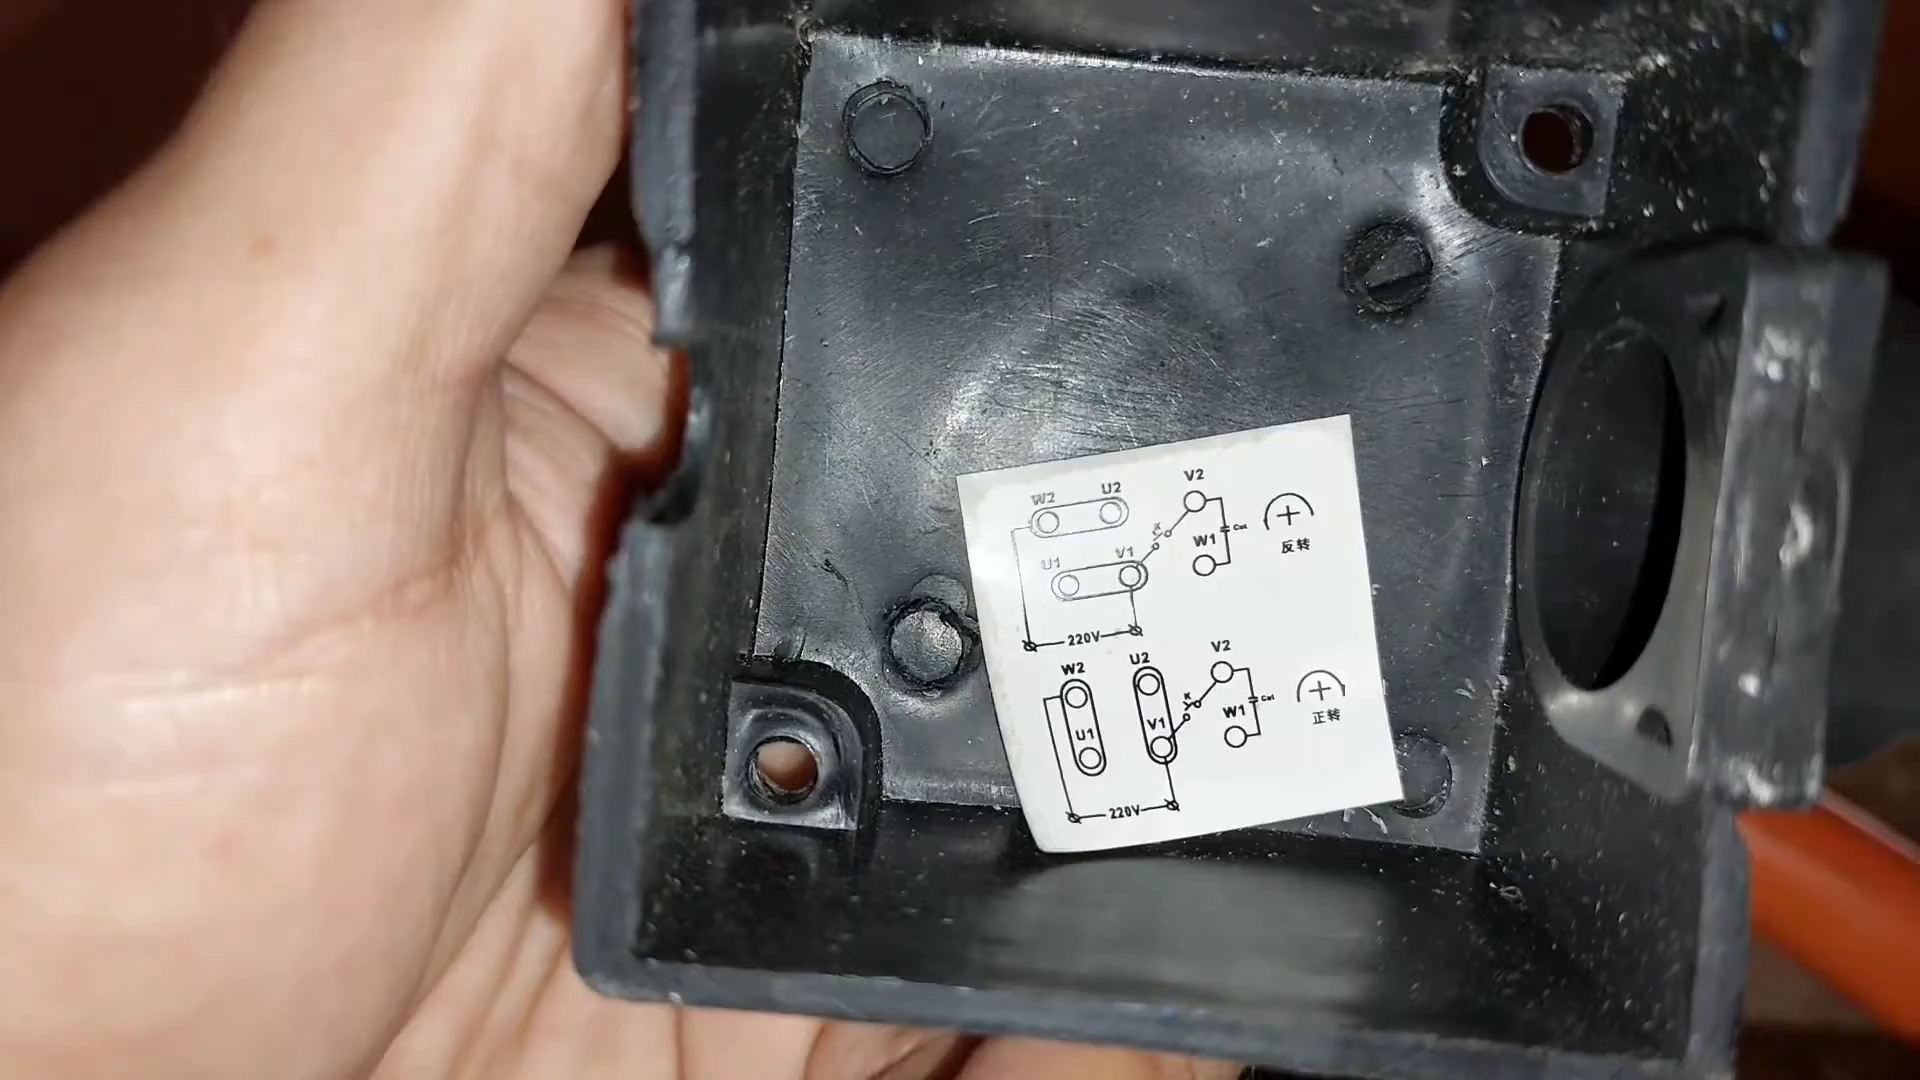 W2 U2 V2
U1 V1 K W1 Cst
反转
220V
W2 U2 V2
U1 V1 K W1 Cst
正转
220V